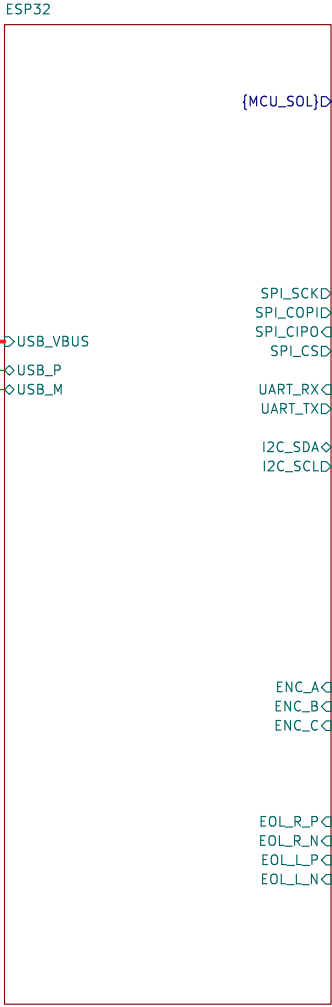 ESP32
{MCU_SOL}
SPI_SCK
SPI_COPI
SPI_CIPO
USB_VBUS
SPI_CS
USB_P
USB_M
UART_RX
UART_TX
I2C_SDA
I2C_SCL
ENC_A
ENC_B
ENC_C
EOL_R_P
EOL_R_N
EOL_L_P
EOL_L_N